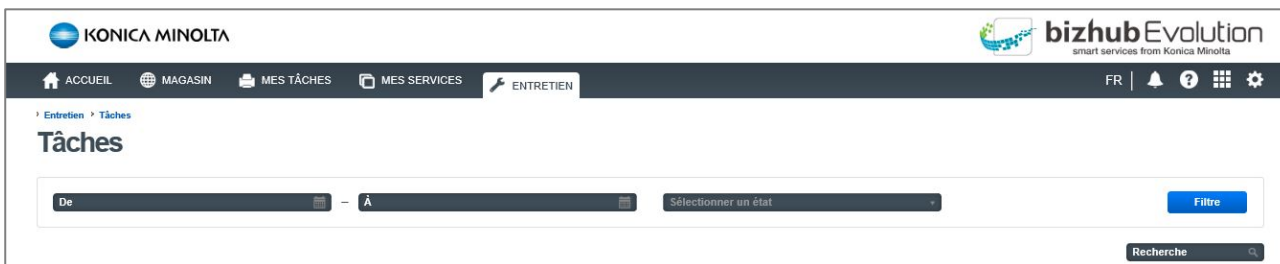 KONICA MINOLTA
bizhub Evolution
smart services from Konica Minolta
ACCUEIL MAGASIN MES TÂCHES MES SERVICES ENTRETIEN FR | ?
› Entretien › Tâches
Tâches
De – À Sélectionner un état Filtre
Recherche